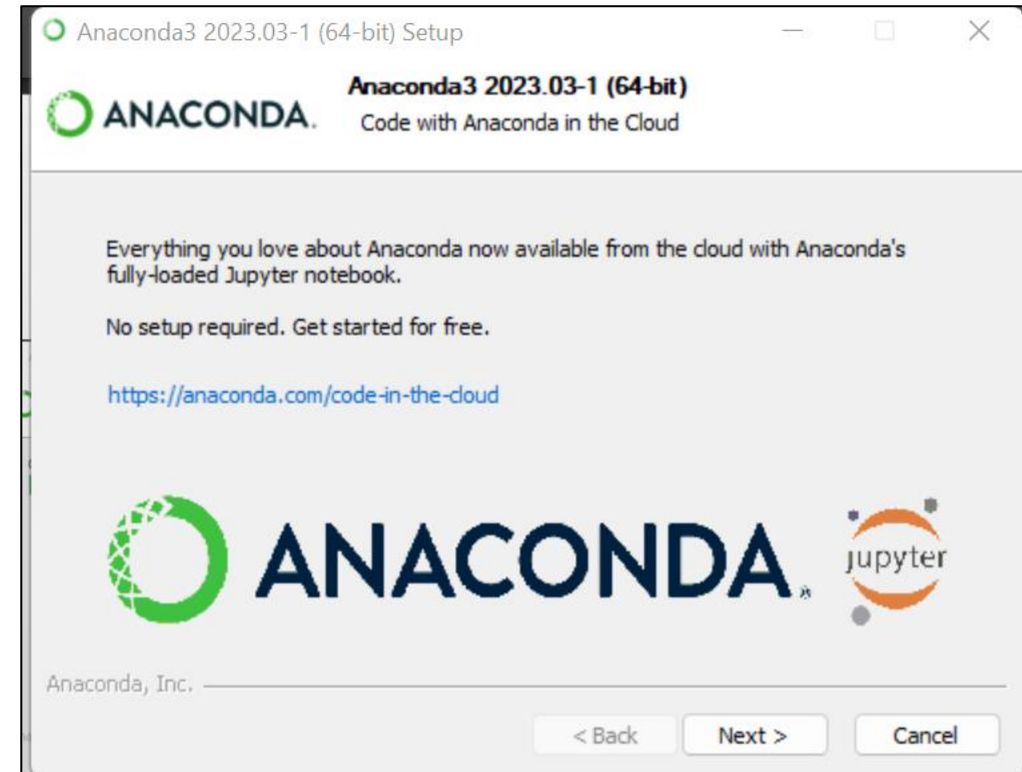 Anaconda3 2023.03-1 (64-bit) Setup
ANACONDA.
Anaconda3 2023.03-1 (64-bit)
Code with Anaconda in the Cloud
Everything you love about Anaconda now available from the cloud with Anaconda's
fully-loaded Jupyter notebook.
No setup required. Get started for free.
https://anaconda.com/code-in-the-cloud
ANACONDA.
jupyter
Anaconda, Inc.
< Back
Next >
Cancel